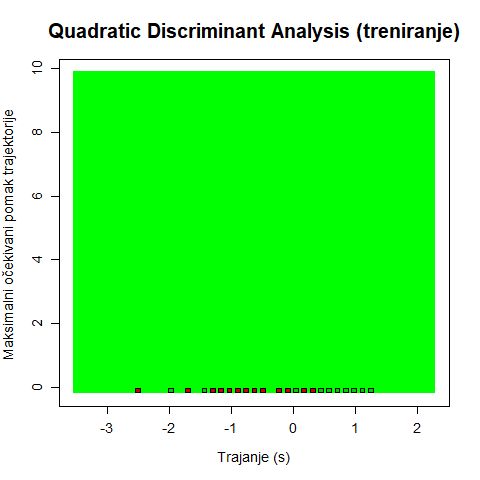 Quadratic Discriminant Analysis (treniranje)
Maksimalni očekivani pomak trajektorije
10
8
6
4
2
0
-3 -2 -1 0 1 2
Trajanje (s)